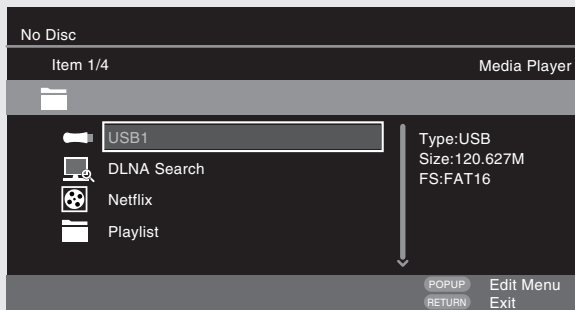 No Disc
Item 1/4 Media Player
USB1
DLNA Search
Netflix
Playlist
Type:USB
Size:120.627M
FS:FAT16
POPUP Edit Menu
RETURN Exit